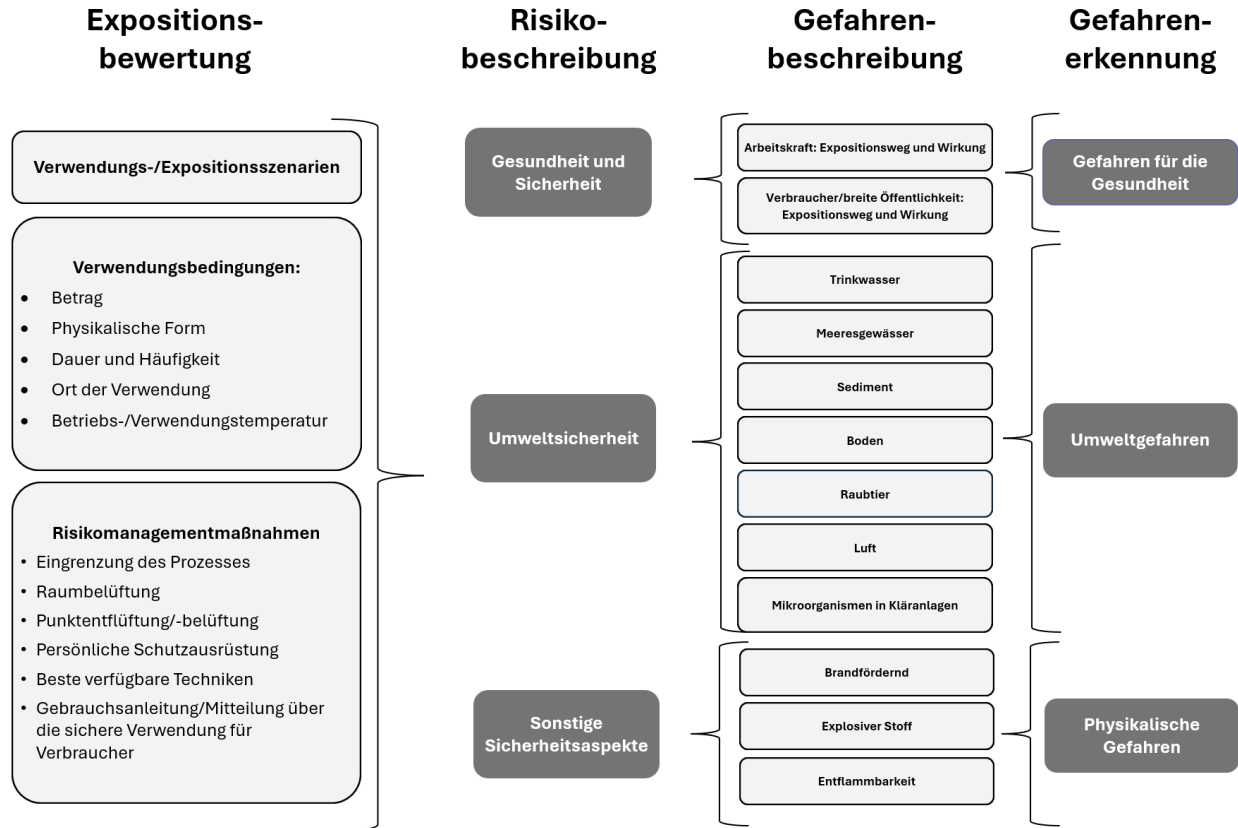 Expositions-
bewertung
Risiko-
beschreibung
Gefahren-
beschreibung
Gefahren-
erkennung
Verwendungs-/Expositionsszenarien
Verwendungsbedingungen:
• Betrag
• Physikalische Form
• Dauer und Häufigkeit
• Ort der Verwendung
• Betriebs-/Verwendungstemperatur
Risikomanagementmaßnahmen
• Eingrenzung des Prozesses
• Raumbelüftung
• Punktentflüftung/-belüftung
• Persönliche Schutzausrüstung
• Beste verfügbare Techniken
• Gebrauchsanleitung/Mitteilung über
die sichere Verwendung für
Verbraucher
Gesundheit und
Sicherheit
Umweltsicherheit
Sonstige
Sicherheitsaspekte
Arbeitskraft: Expositionsweg und Wirkung
Verbraucher/breite Öffentlichkeit:
Expositionsweg und Wirkung
Trinkwasser
Meeresgewässer
Sediment
Boden
Raubtier
Luft
Mikroorganismen in Kläranlagen
Brandfördernd
Explosiver Stoff
Entflammbarkeit
Gefahren für die
Gesundheit
Umweltgefahren
Physikalische
Gefahren